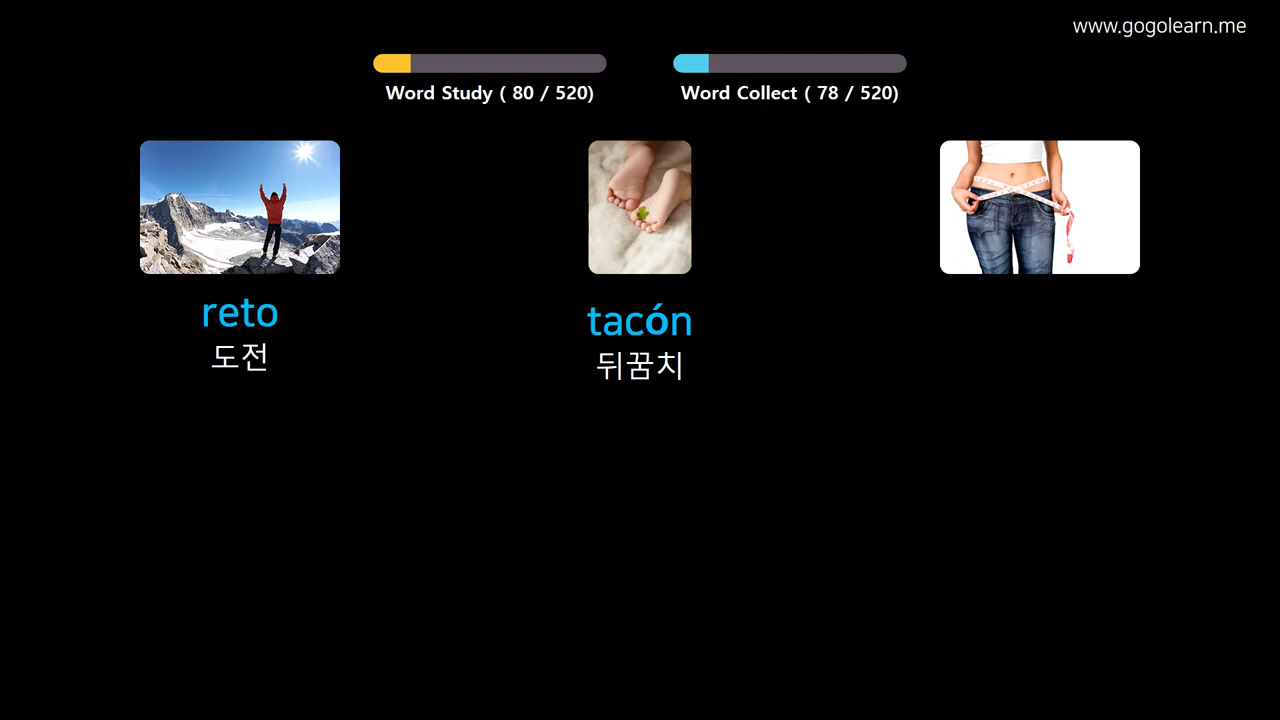 www.gogolearn.me
Word Study ( 80 / 520)
Word Collect ( 78 / 520)
reto
도전
tacón
뒤꿈치